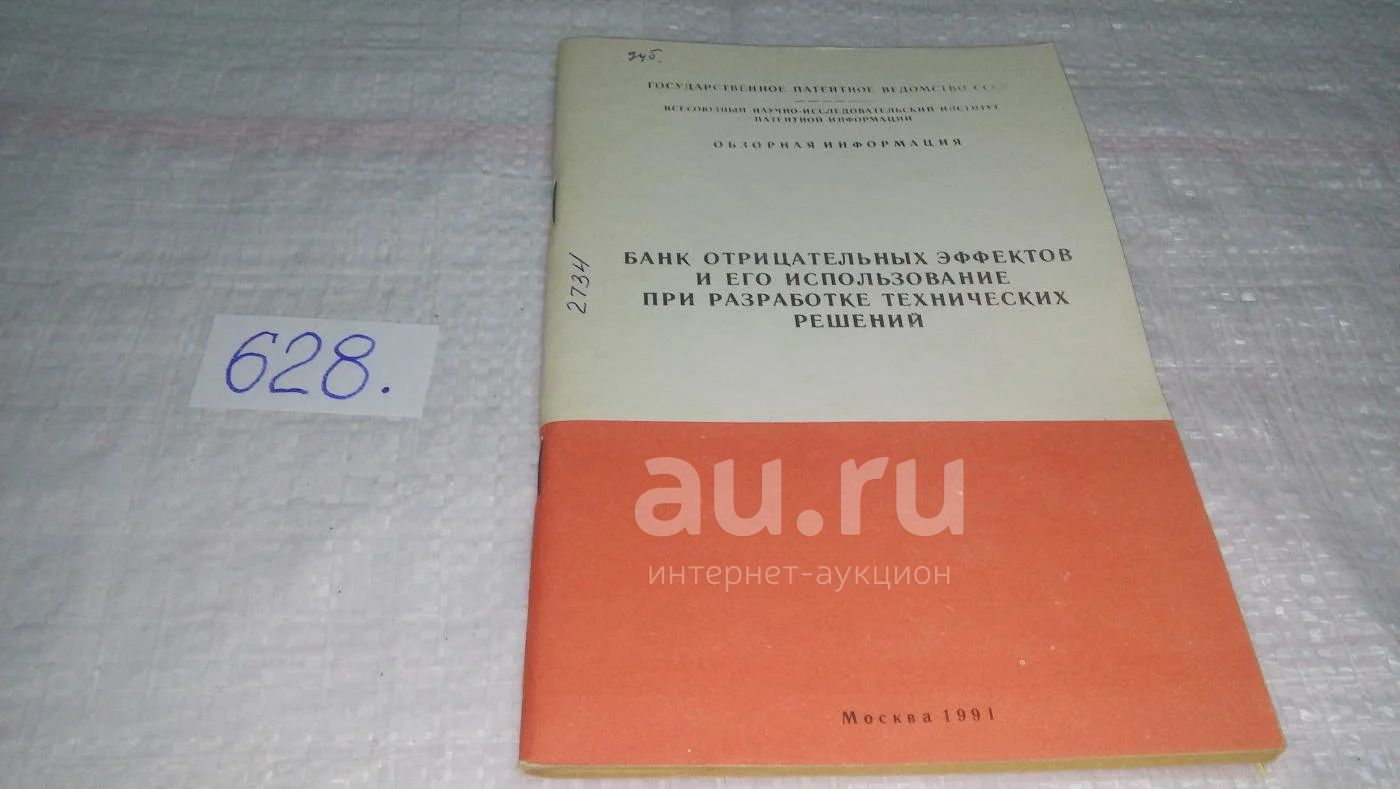 дуб.
ГОСУДАРСТВЕННОЕ ПАТЕНТНОЕ ВЕДОМСТВО СССР
ВСЕСОЮЗНЫЙ НАУЧНО-ИССЛЕДОВАТЕЛЬСКИЙ ИНСТИТУТ
ПАТЕНТНОЙ ИНФОРМАЦИИ
ОБЗОРНАЯ ИНФОРМАЦИЯ
БАНК ОТРИЦАТЕЛЬНЫХ ЭФФЕКТОВ
И ЕГО ИСПОЛЬЗОВАНИЕ
ПРИ РАЗРАБОТКЕ ТЕХНИЧЕСКИХ
РЕШЕНИЙ
2734
628.
au.ru
интернет-аукцион
Москва 1991